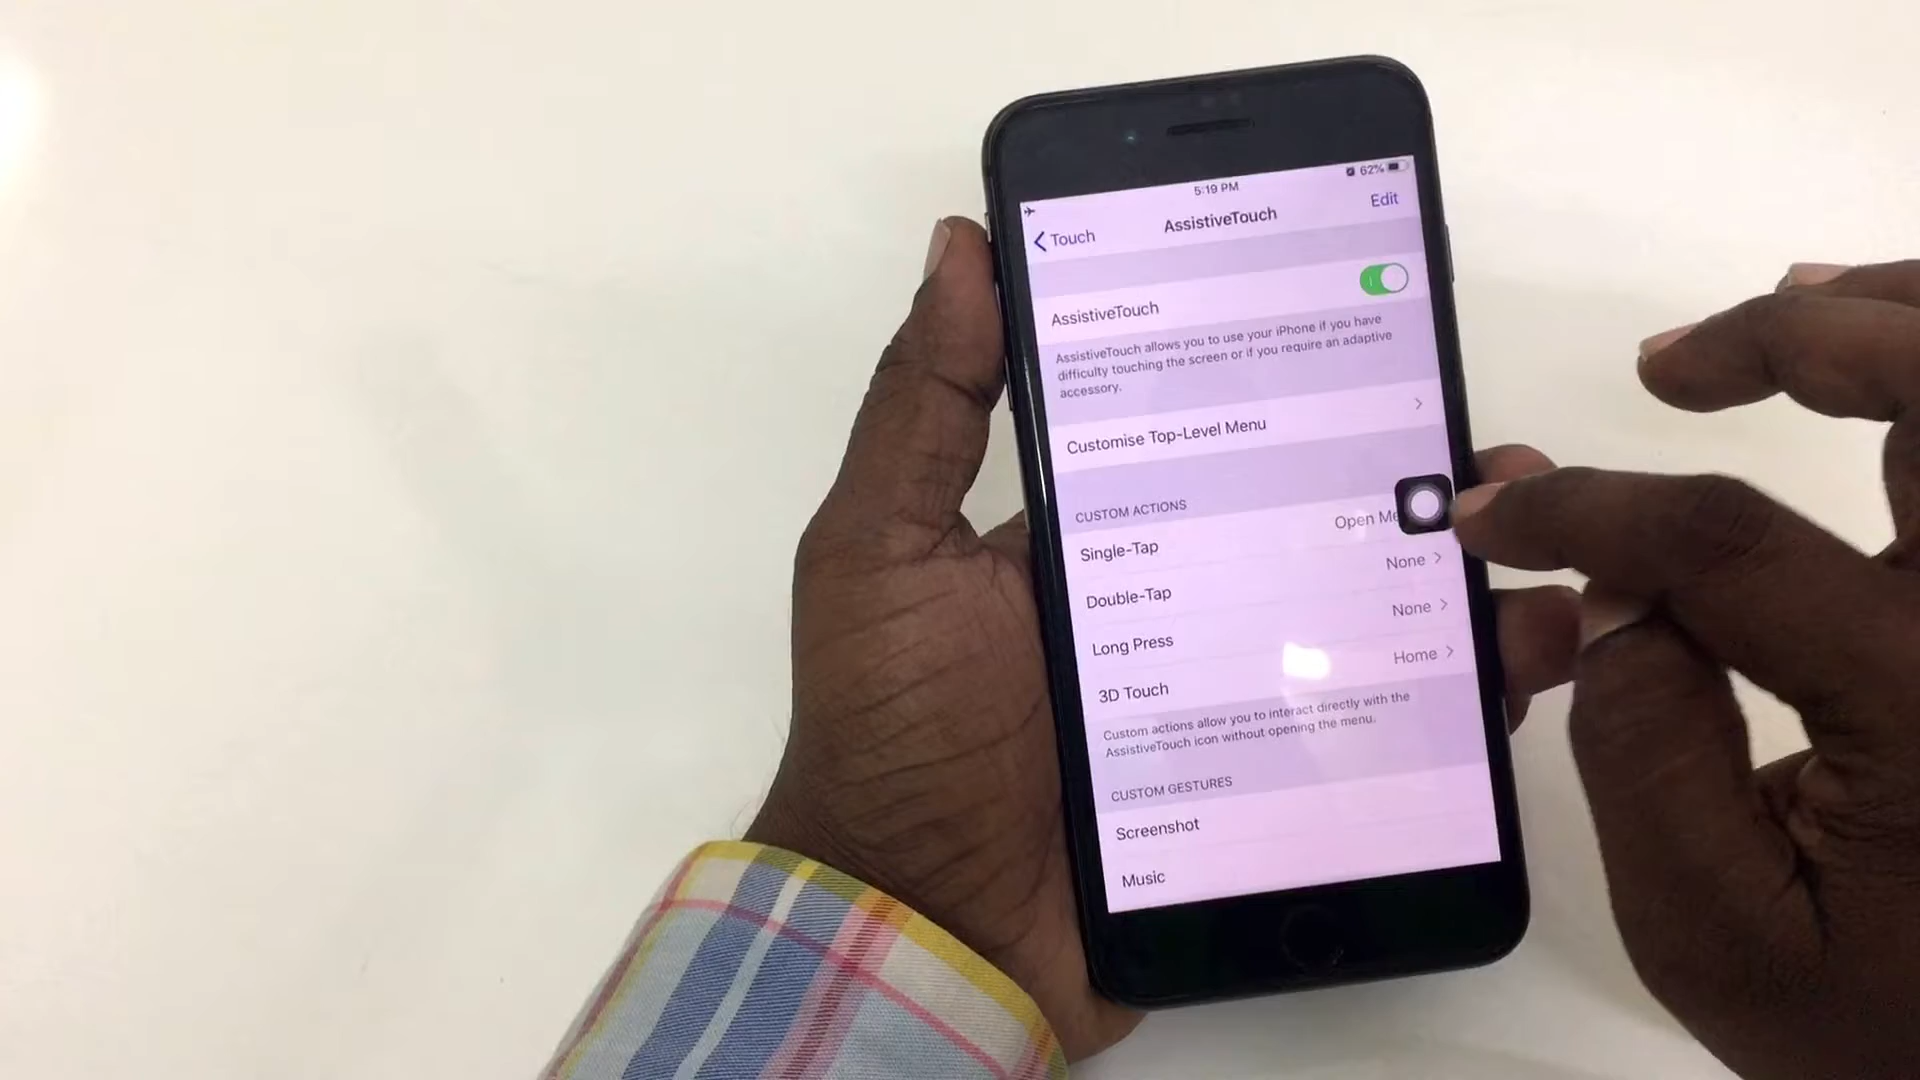 5:19 PM
62%
Touch
AssistiveTouch
Edit
AssistiveTouch
AssistiveTouch allows you to use your iPhone if you have
difficulty touching the screen or if you require an adaptive
accessory.
Customise Top-Level Menu
CUSTOM ACTIONS
Single-Tap Open Me
Double-Tap None
Long Press None
3D Touch Home
Custom actions allow you to interact directly with the
AssistiveTouch icon without opening the menu.
CUSTOM GESTURES
Screenshot
Music